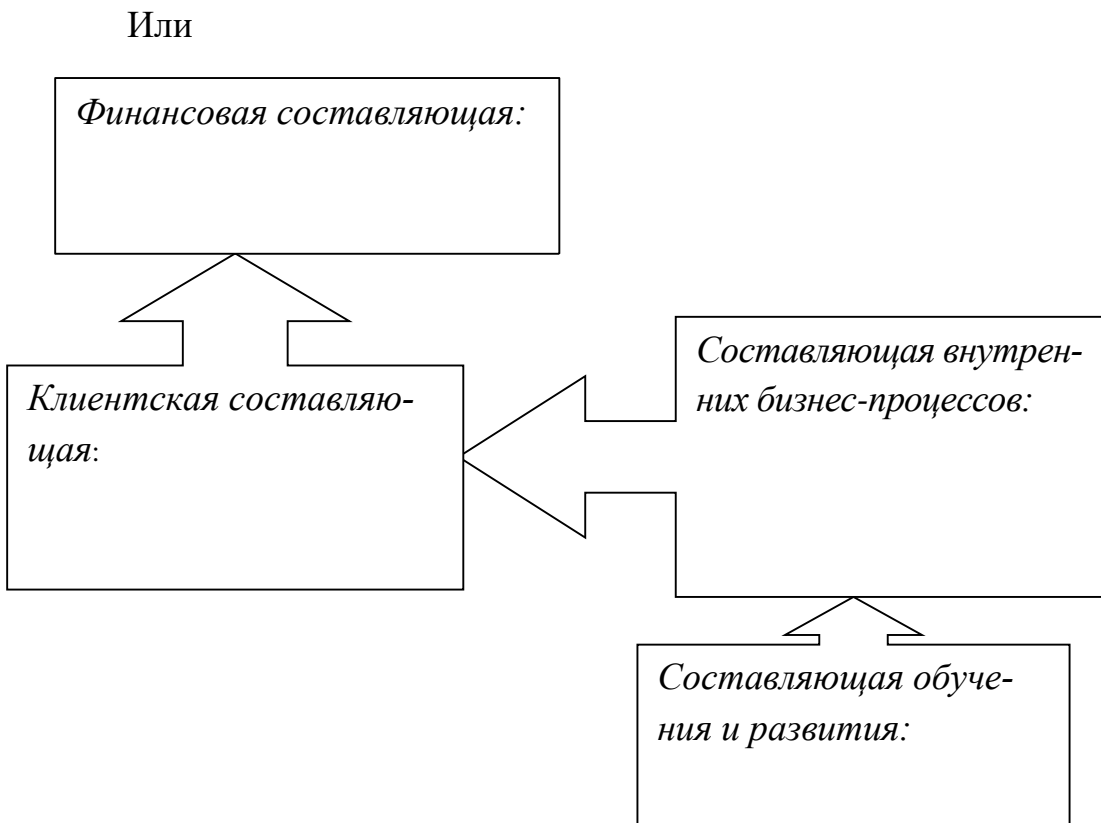 Или
Финансовая составляющая:
Клиентская составляю-
щая:
Составляющая внутрен-
них бизнес-процессов:
Составляющая обуче-
ния и развития: